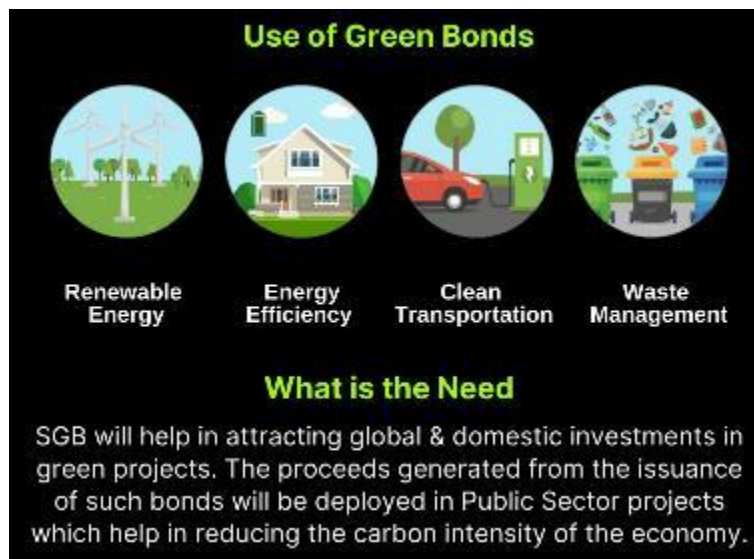 Use of Green Bonds
Renewable Energy
Energy Efficiency
Clean Transportation
Waste Management
What is the Need
SGB will help in attracting global & domestic investments in
green projects. The proceeds generated from the issuance
of such bonds will be deployed in Public Sector projects
which help in reducing the carbon intensity of the economy.